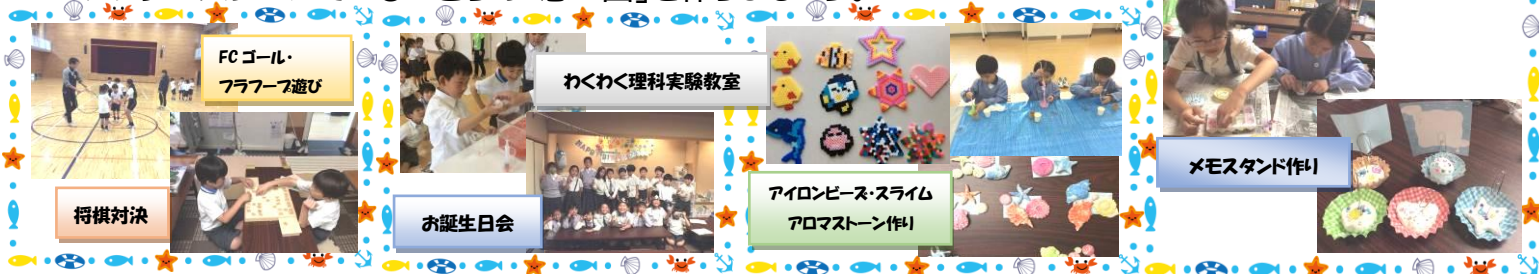 FCゴール・
フラフープ遊び
将棋対決
わくわく理科実験教室
お誕生日会
アイロンビーズ・スライム
アロマストーン作り
メモスタンド作り